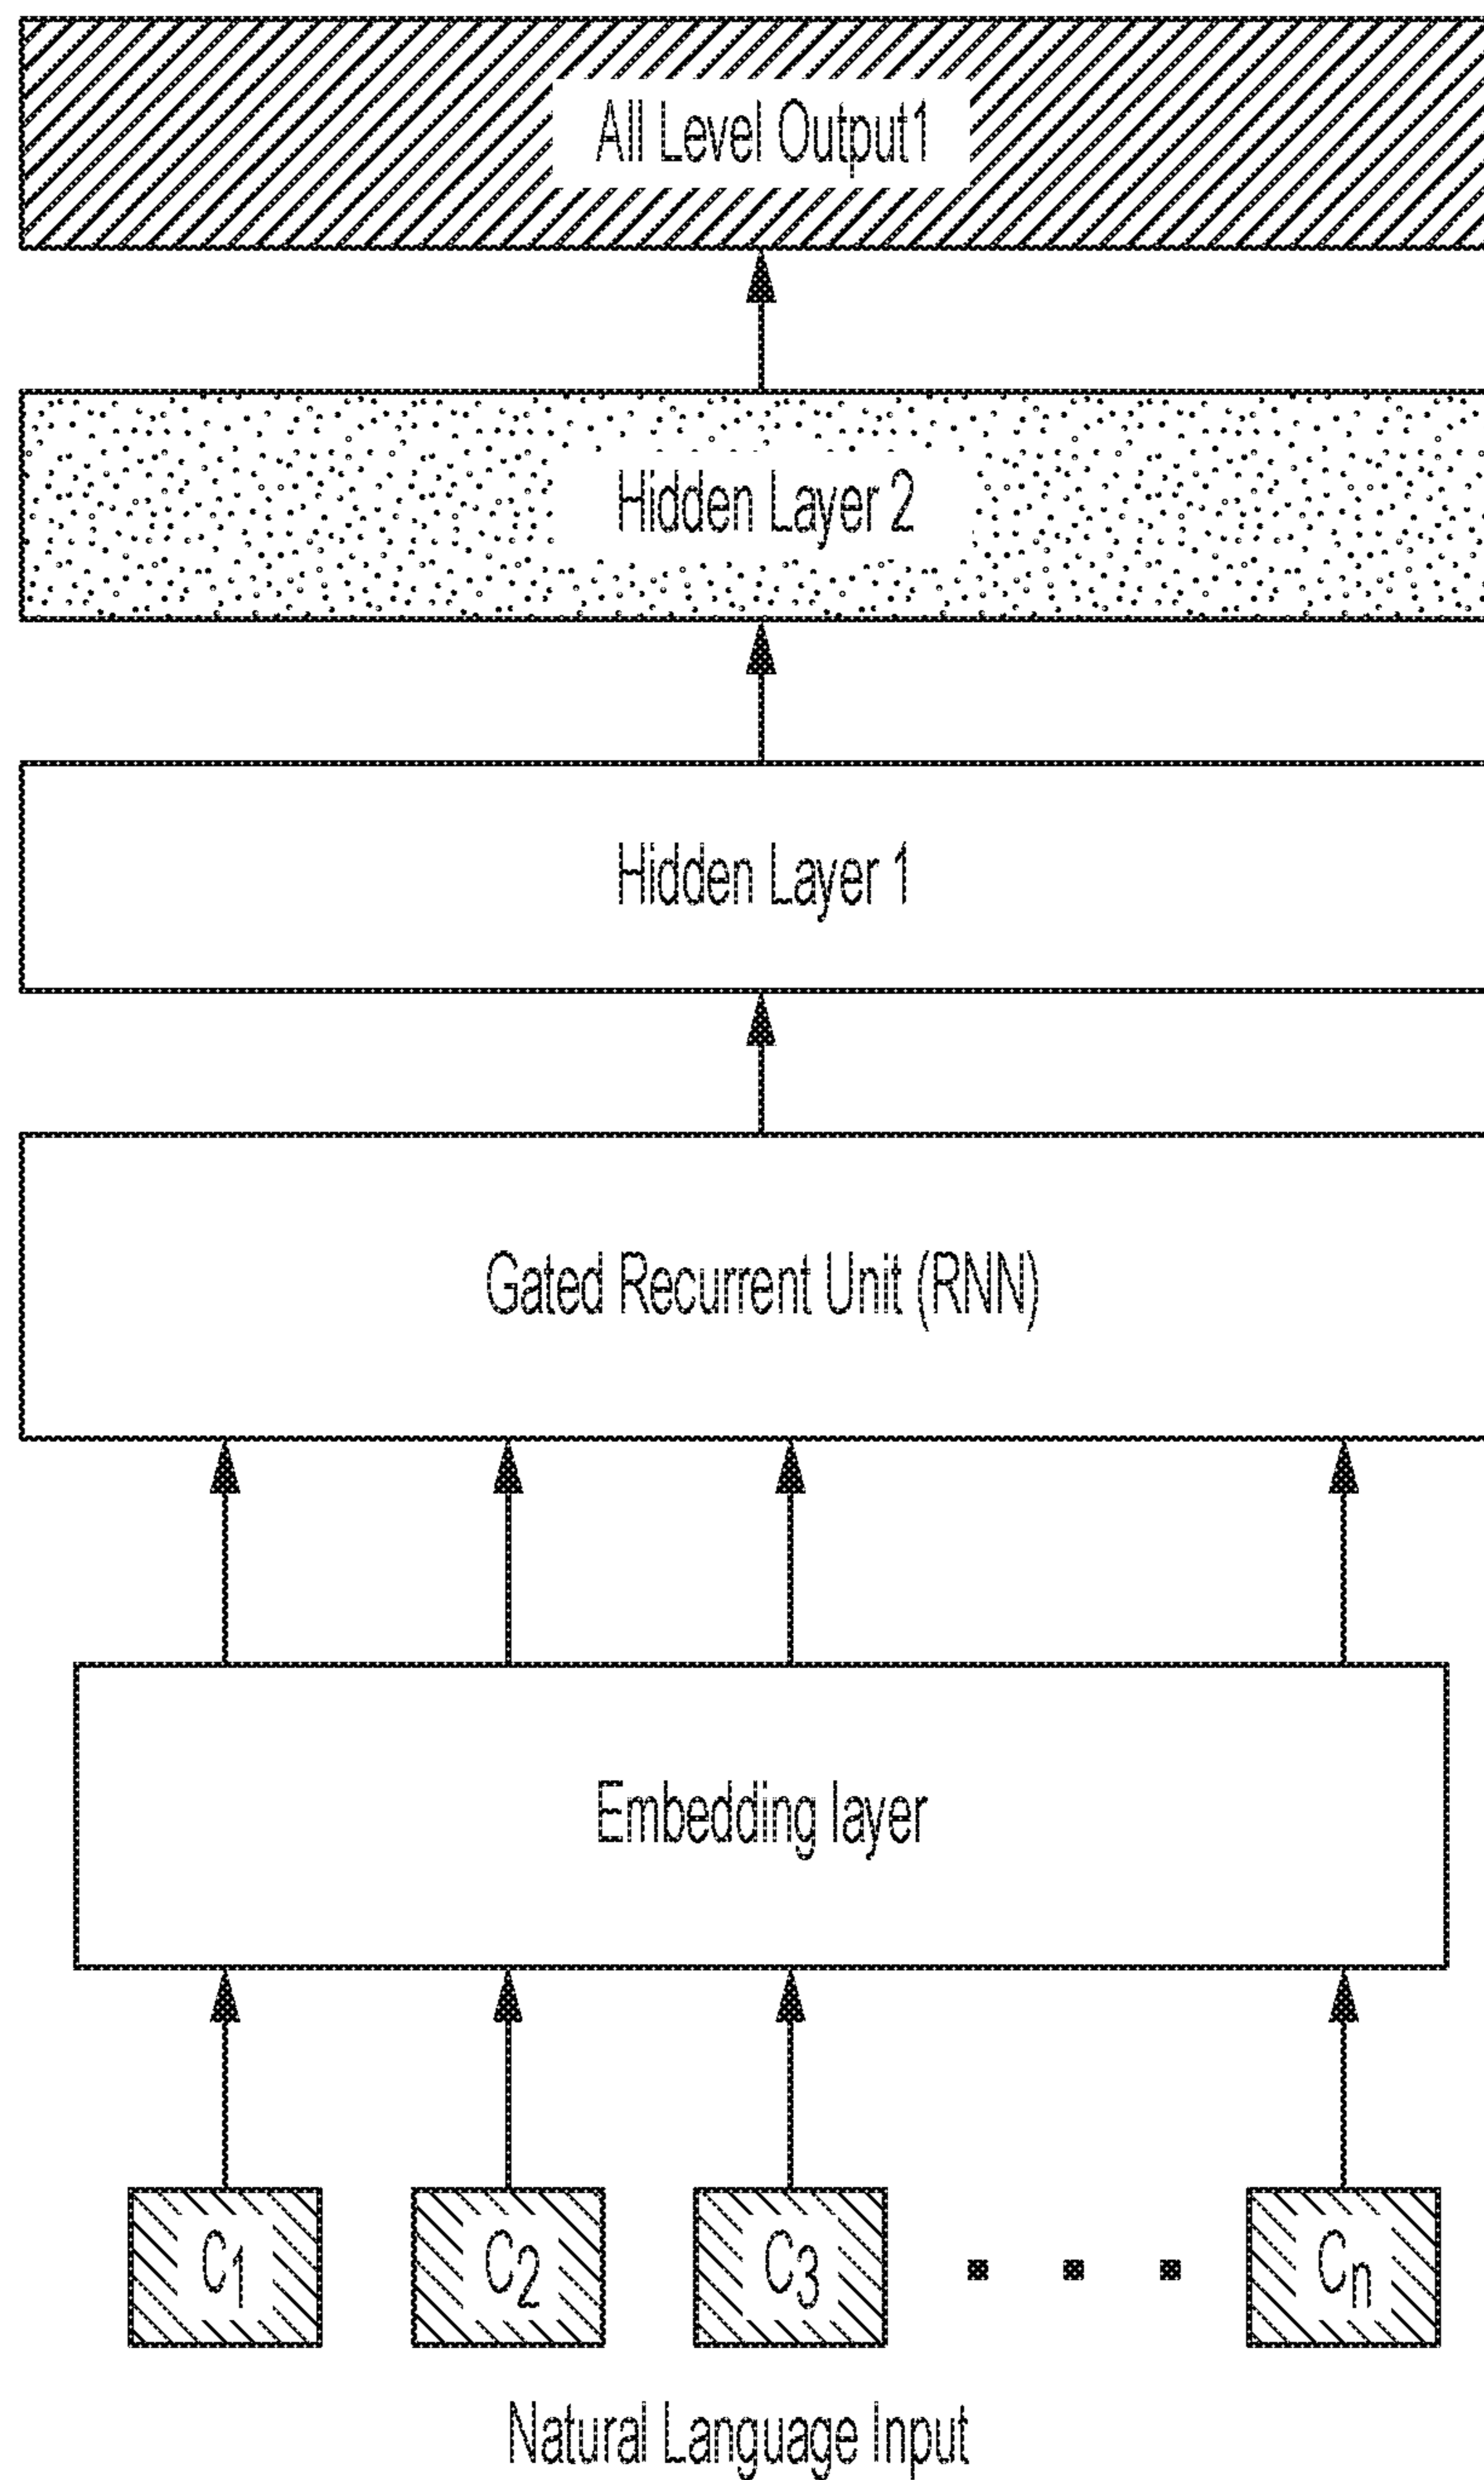 All Level Output1
Hidden Layer 2
Hidden Layer 1
Gated Recurrent Unit (RNN)
Embedding layer
C1 C2 C3 . . . Cn
Natural Language Input